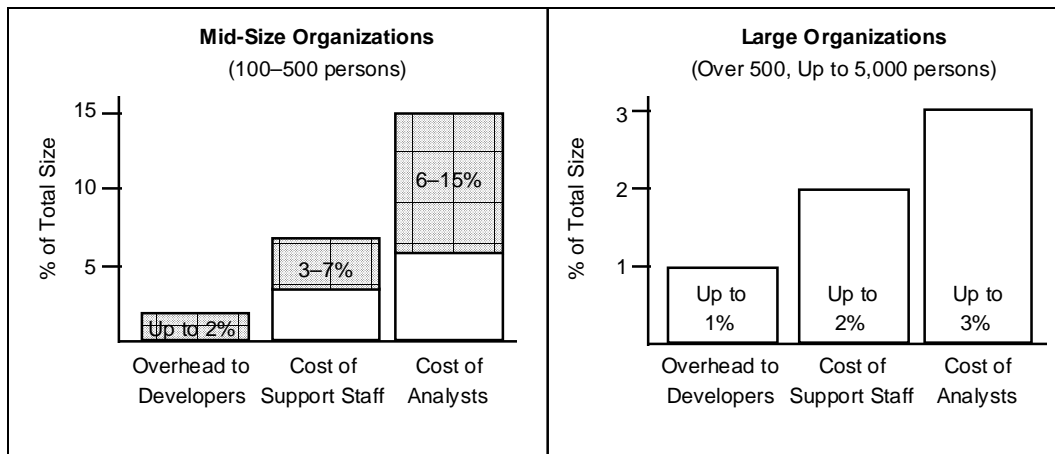 Mid-Size Organizations
(100–500 persons)
% of Total Size
15
10
5
6–15%
3–7%
Up to 2%
Overhead to
Developers
Cost of
Support Staff
Cost of
Analysts
Large Organizations
(Over 500, Up to 5,000 persons)
% of Total Size
3
2
1
Up to
1%
Up to
2%
Up to
3%
Overhead to
Developers
Cost of
Support Staff
Cost of
Analysts